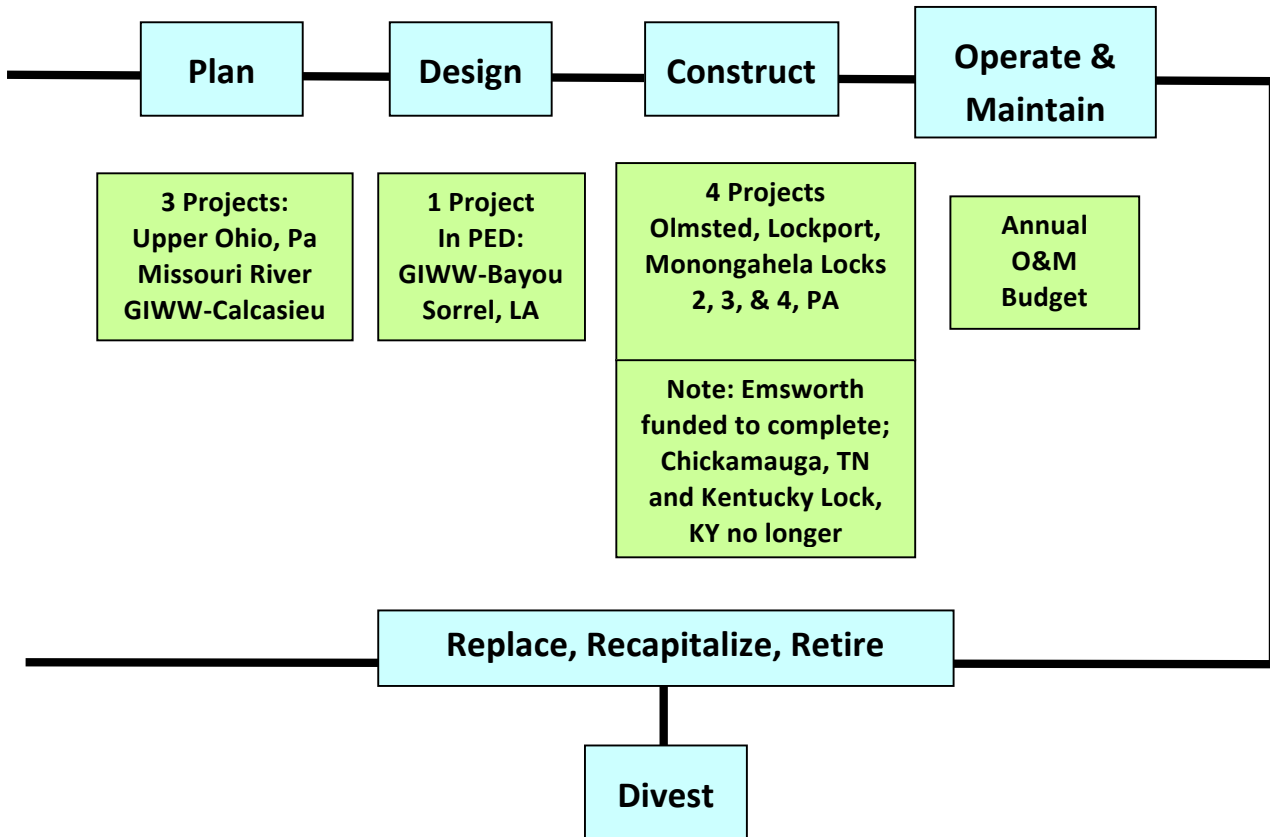 Plan
Design
Construct
Operate &
Maintain
3 Projects:
Upper Ohio, Pa
Missouri River
GIWW-Calcasieu
1 Project
In PED:
GIWW-Bayou
Sorrel, LA
4 Projects
Olmsted, Lockport,
Monongahela Locks
2, 3, & 4, PA
Note: Emsworth
funded to complete;
Chickamauga, TN
and Kentucky Lock,
KY no longer
Annual
O&M
Budget
Replace, Recapitalize, Retire
Divest